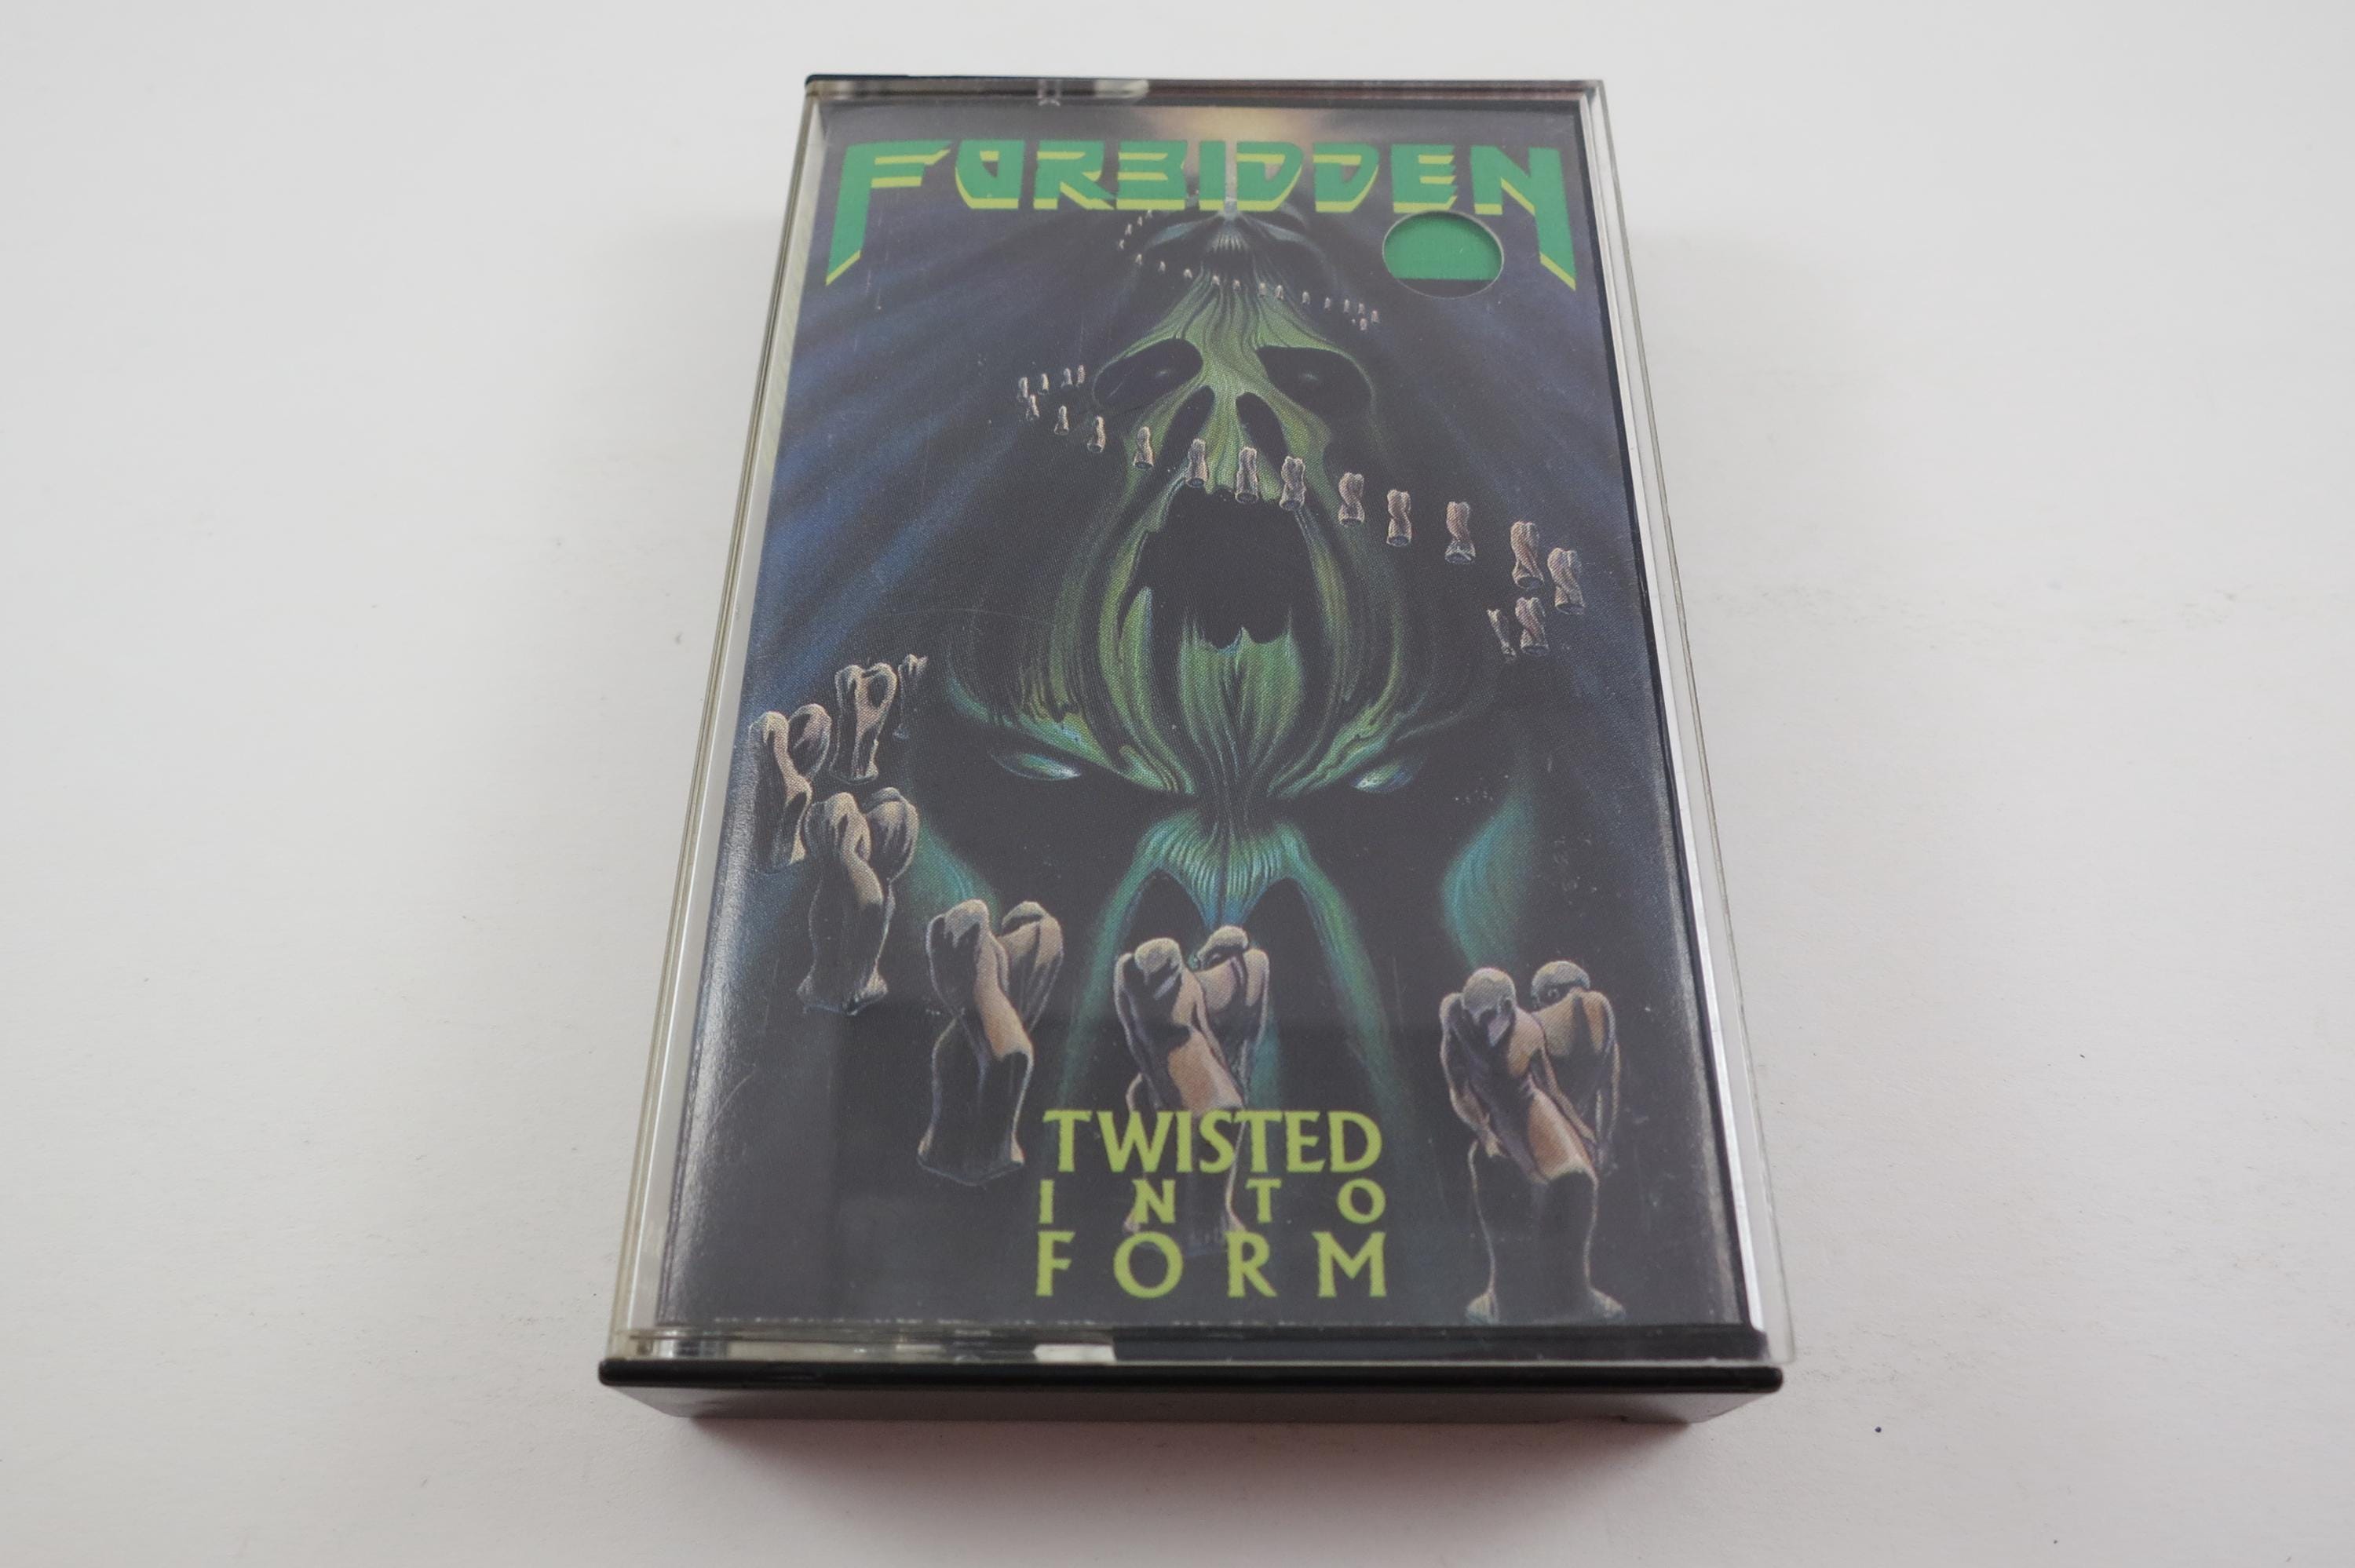 FORBIDDEN
TWISTED
INTO
FORM